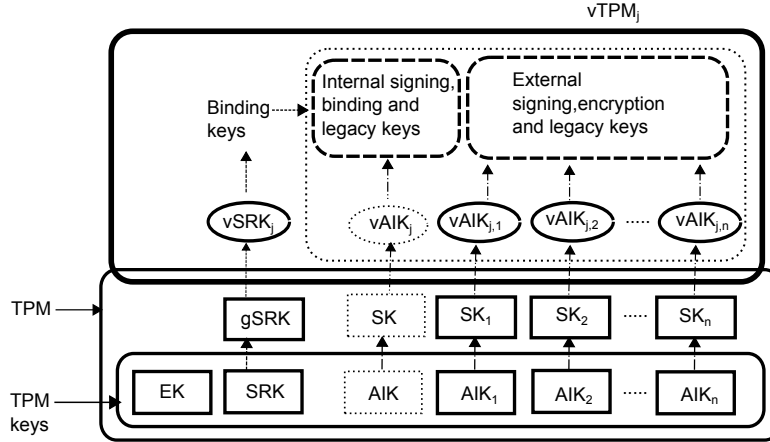 vTPMj
Internal signing,
binding and
legacy keys
External
signing,encryption
and legacy keys
Binding
keys
vSRKj
vAIKj
vAIKj,1
vAIKj,2
.....
vAIKj,n
TPM
gSRK
SK
SK1
SK2
.....
SKn
TPM
keys
EK
SRK
AIK
AIK1
AIK2
.....
AIKn